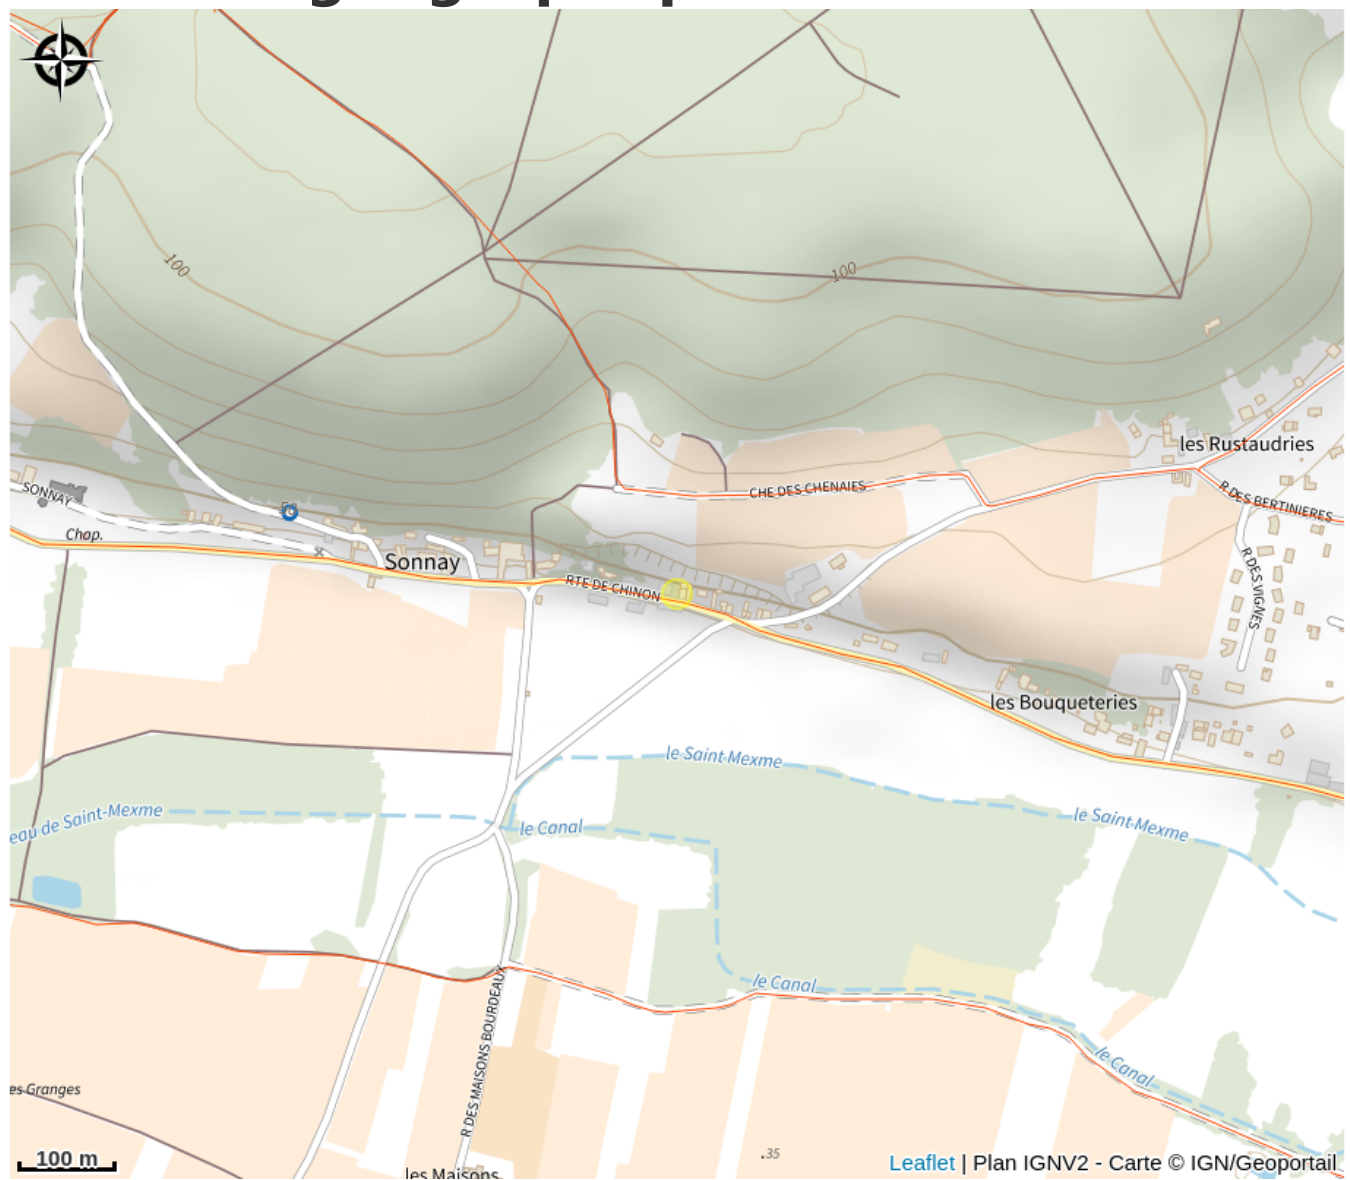 100
100
les Rustaudries
CHE DES CHENAIES
R DES BERTINIERES
SONNAY
Chap.
Sonnay
RTE DE CHINON
R DES VIGNES
les Bouqueteries
le Saint-Mexme
eau de Saint-Mexme
le Canal
le Saint-Mexme
le Canal
R DES MAISONS BOURDEAUX
le Canal
es Granges
.35
100 m
les Maisons
Leaflet | Plan IGNV2 - Carte © IGN/Geoportail